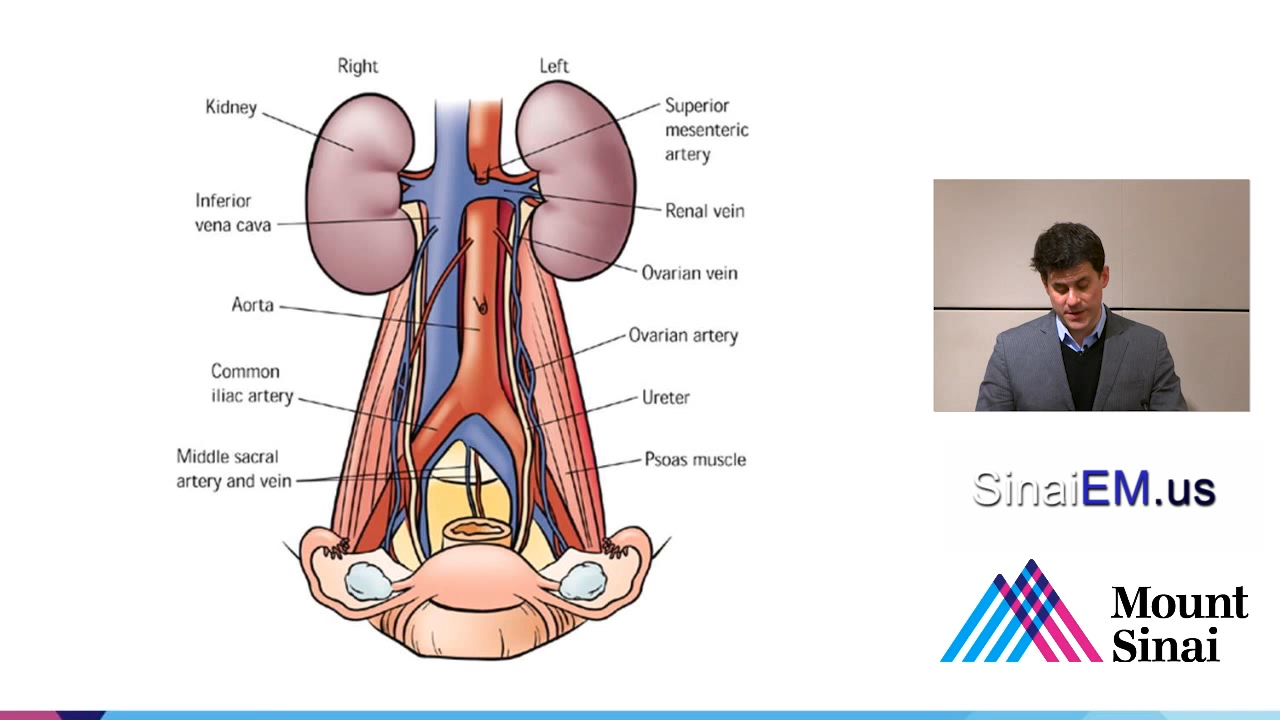 Right
Left
Kidney
Superior
mesenteric
artery
Inferior
vena cava
Renal vein
Ovarian vein
Aorta
Ovarian artery
Common
iliac artery
Ureter
Middle sacral
artery and vein
Psoas muscle
SinaiEM.us
Mount
Sinai